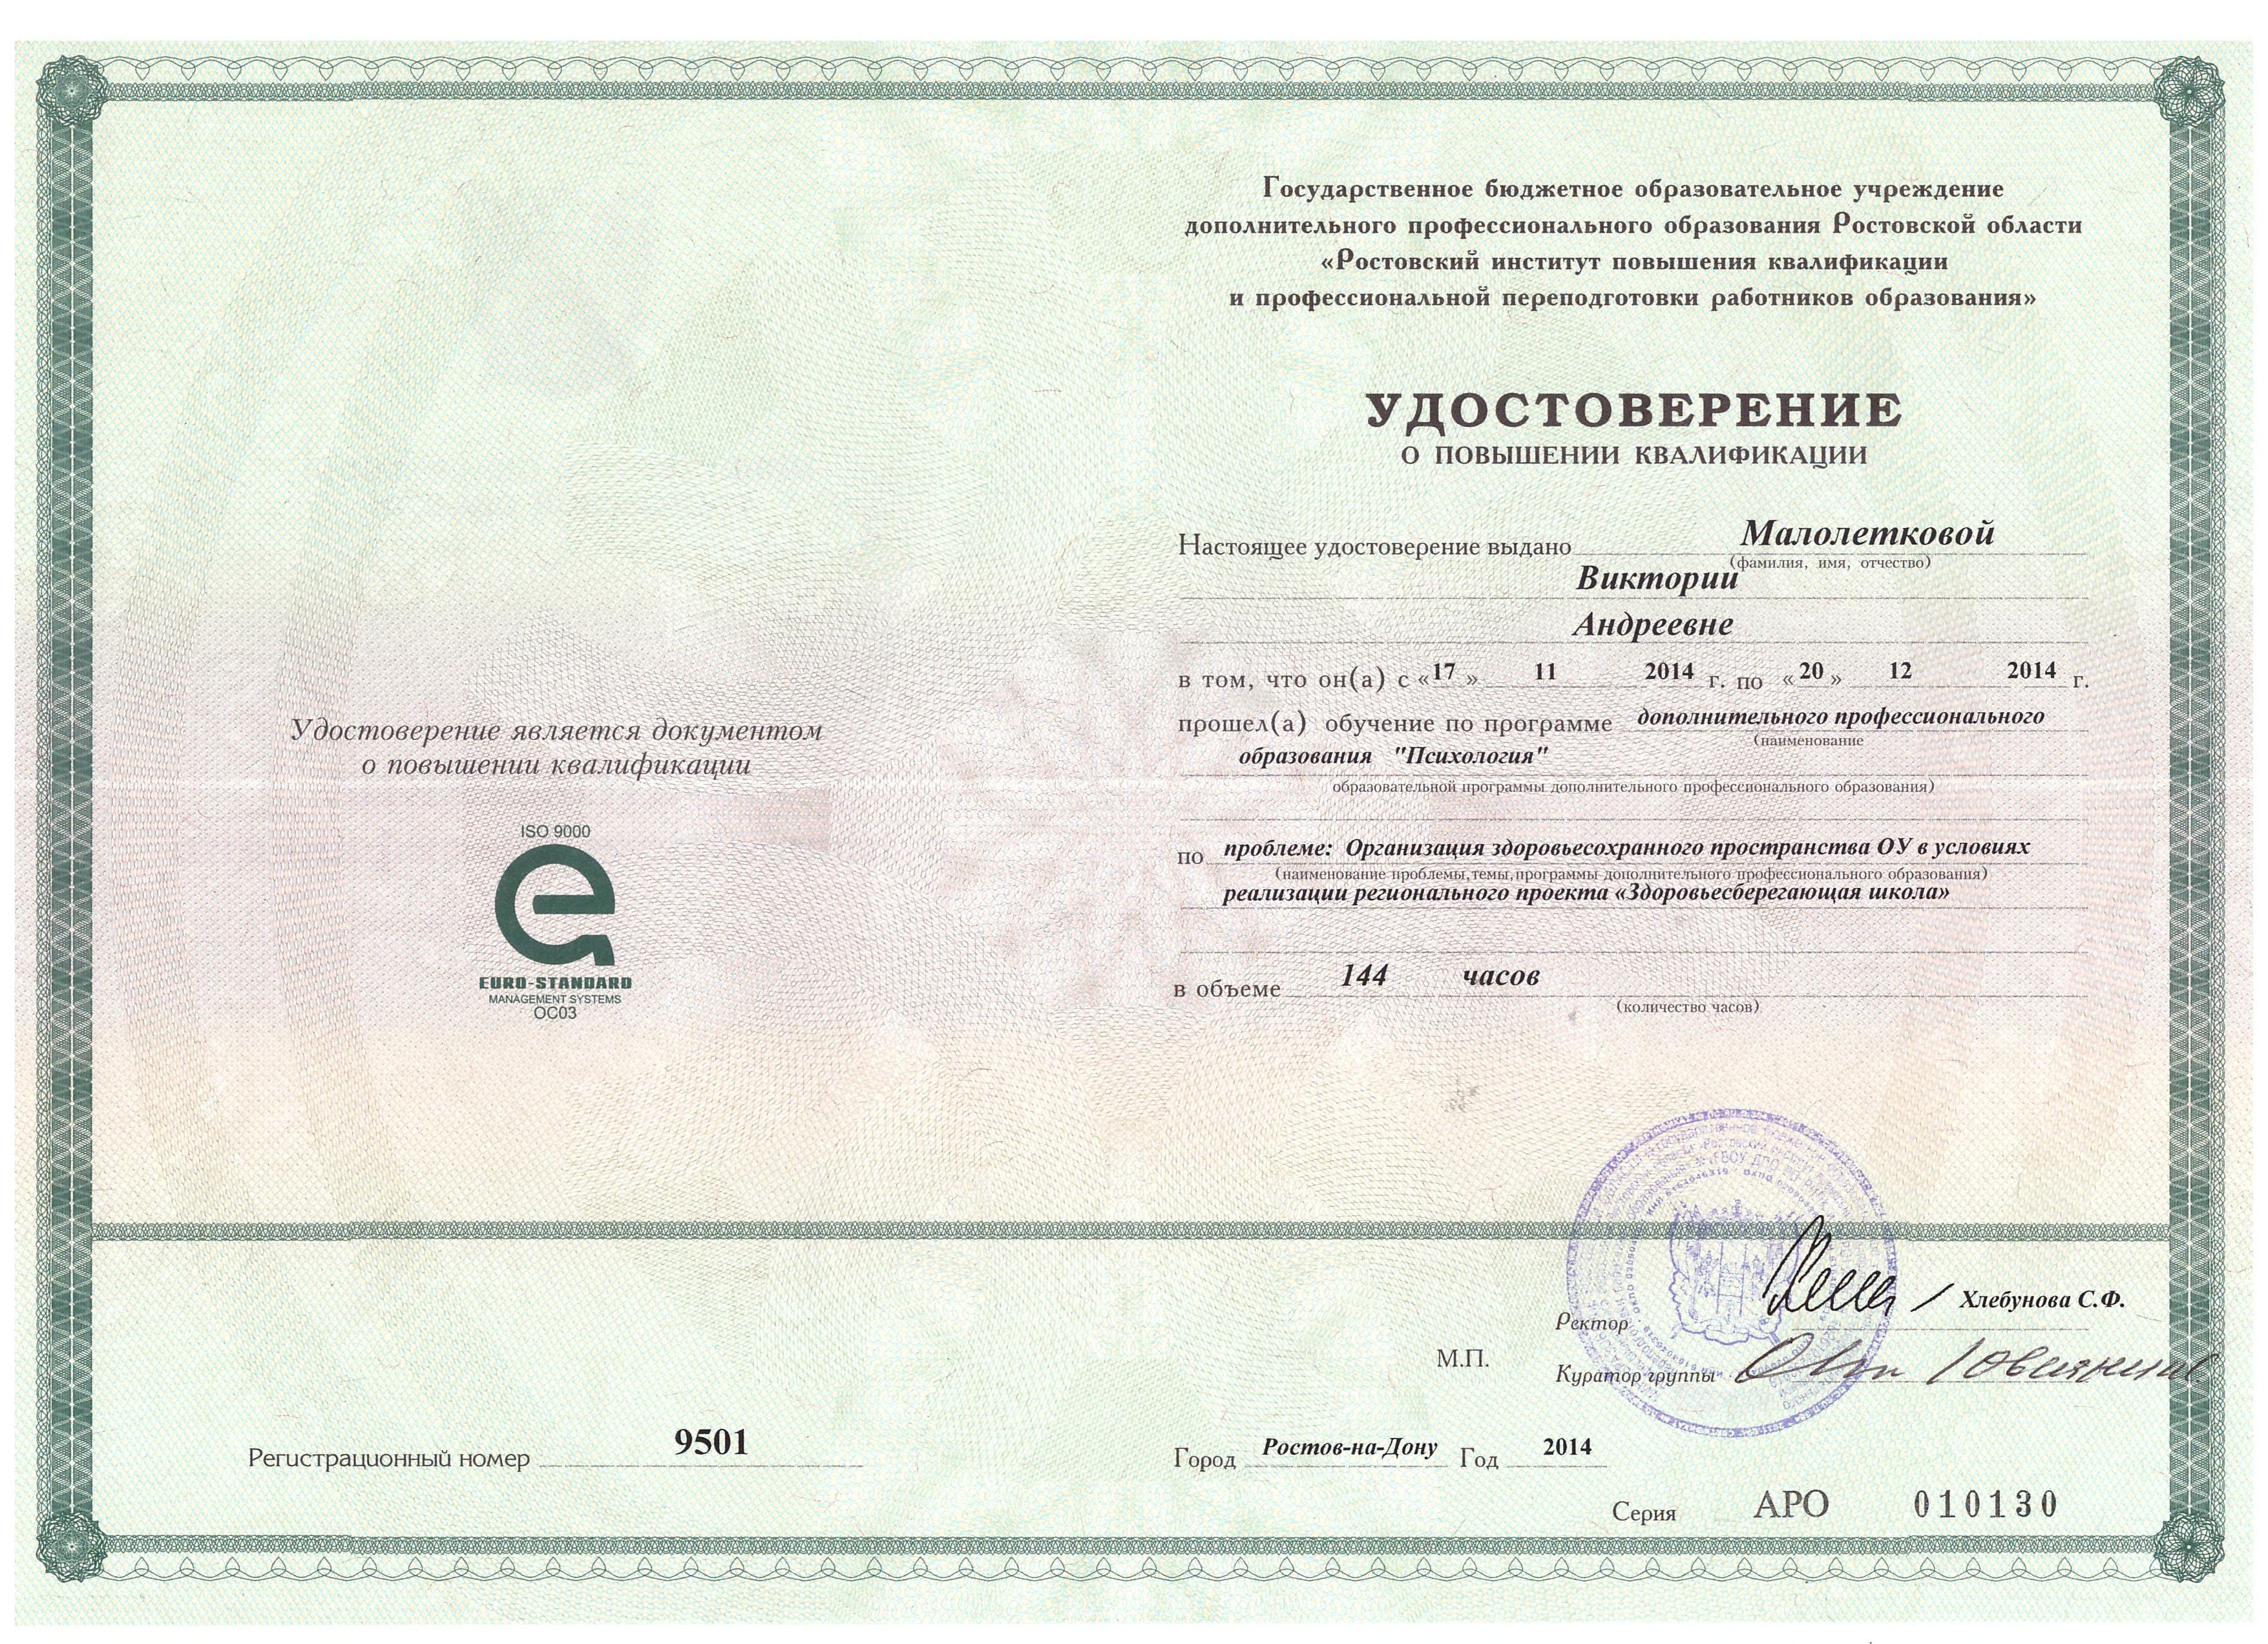 Государственное бюджетное образовательное учреждение
дополнительного профессионального образования Ростовской области
«Ростовский институт повышения квалификации
и профессиональной переподготовки работников образования»
УДОСТОВЕРЕНИЕ
О ПОВЫШЕНИИ КВАЛИФИКАЦИИ
Настоящее удостоверение выдано Малолетковой
(фамилия, имя, отчество)
Виктории
Андреевне
в том, что он(а) с «17» 11 2014 г. по «20» 12 2014 г.
прошел(а) обучение по программе дополнительного профессионального
(наименование
образования "Психология"
образовательной программы дополнительного профессионального образования)
по проблеме: Организация здоровьесохранного пространства ОУ в условиях
(наименование проблемы,темы,программы дополнительного профессионального образования)
реализации регионального проекта «Здоровьесберегающая школа»
в объеме 144 часов
(количество часов)
Удостоверение является документом
о повышении квалификации
ISO 9000
EURO-STANDARD
MANAGEMENT SYSTEMS
ОС03
Ректор / Хлебунова С.Ф.
М.П.
Куратор группы
Регистрационный номер 9501
Город Ростов-на-Дону Год 2014
Серия АРО 010130